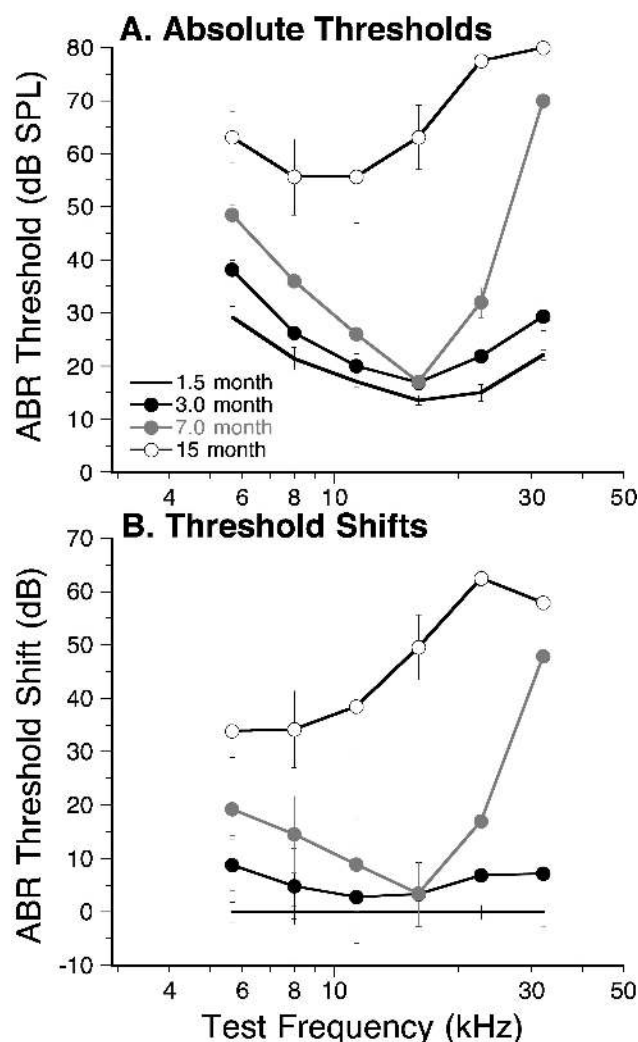 A. Absolute Thresholds
80
70
60
50
40
30
20
10
0
ABR Threshold (dB SPL)
1.5 month
3.0 month
7.0 month
15 month
4 6 8 10 30 50
B. Threshold Shifts
70
60
50
40
30
20
10
0
-10
ABR Threshold Shift (dB)
4 6 8 10 30 50
Test Frequency (kHz)